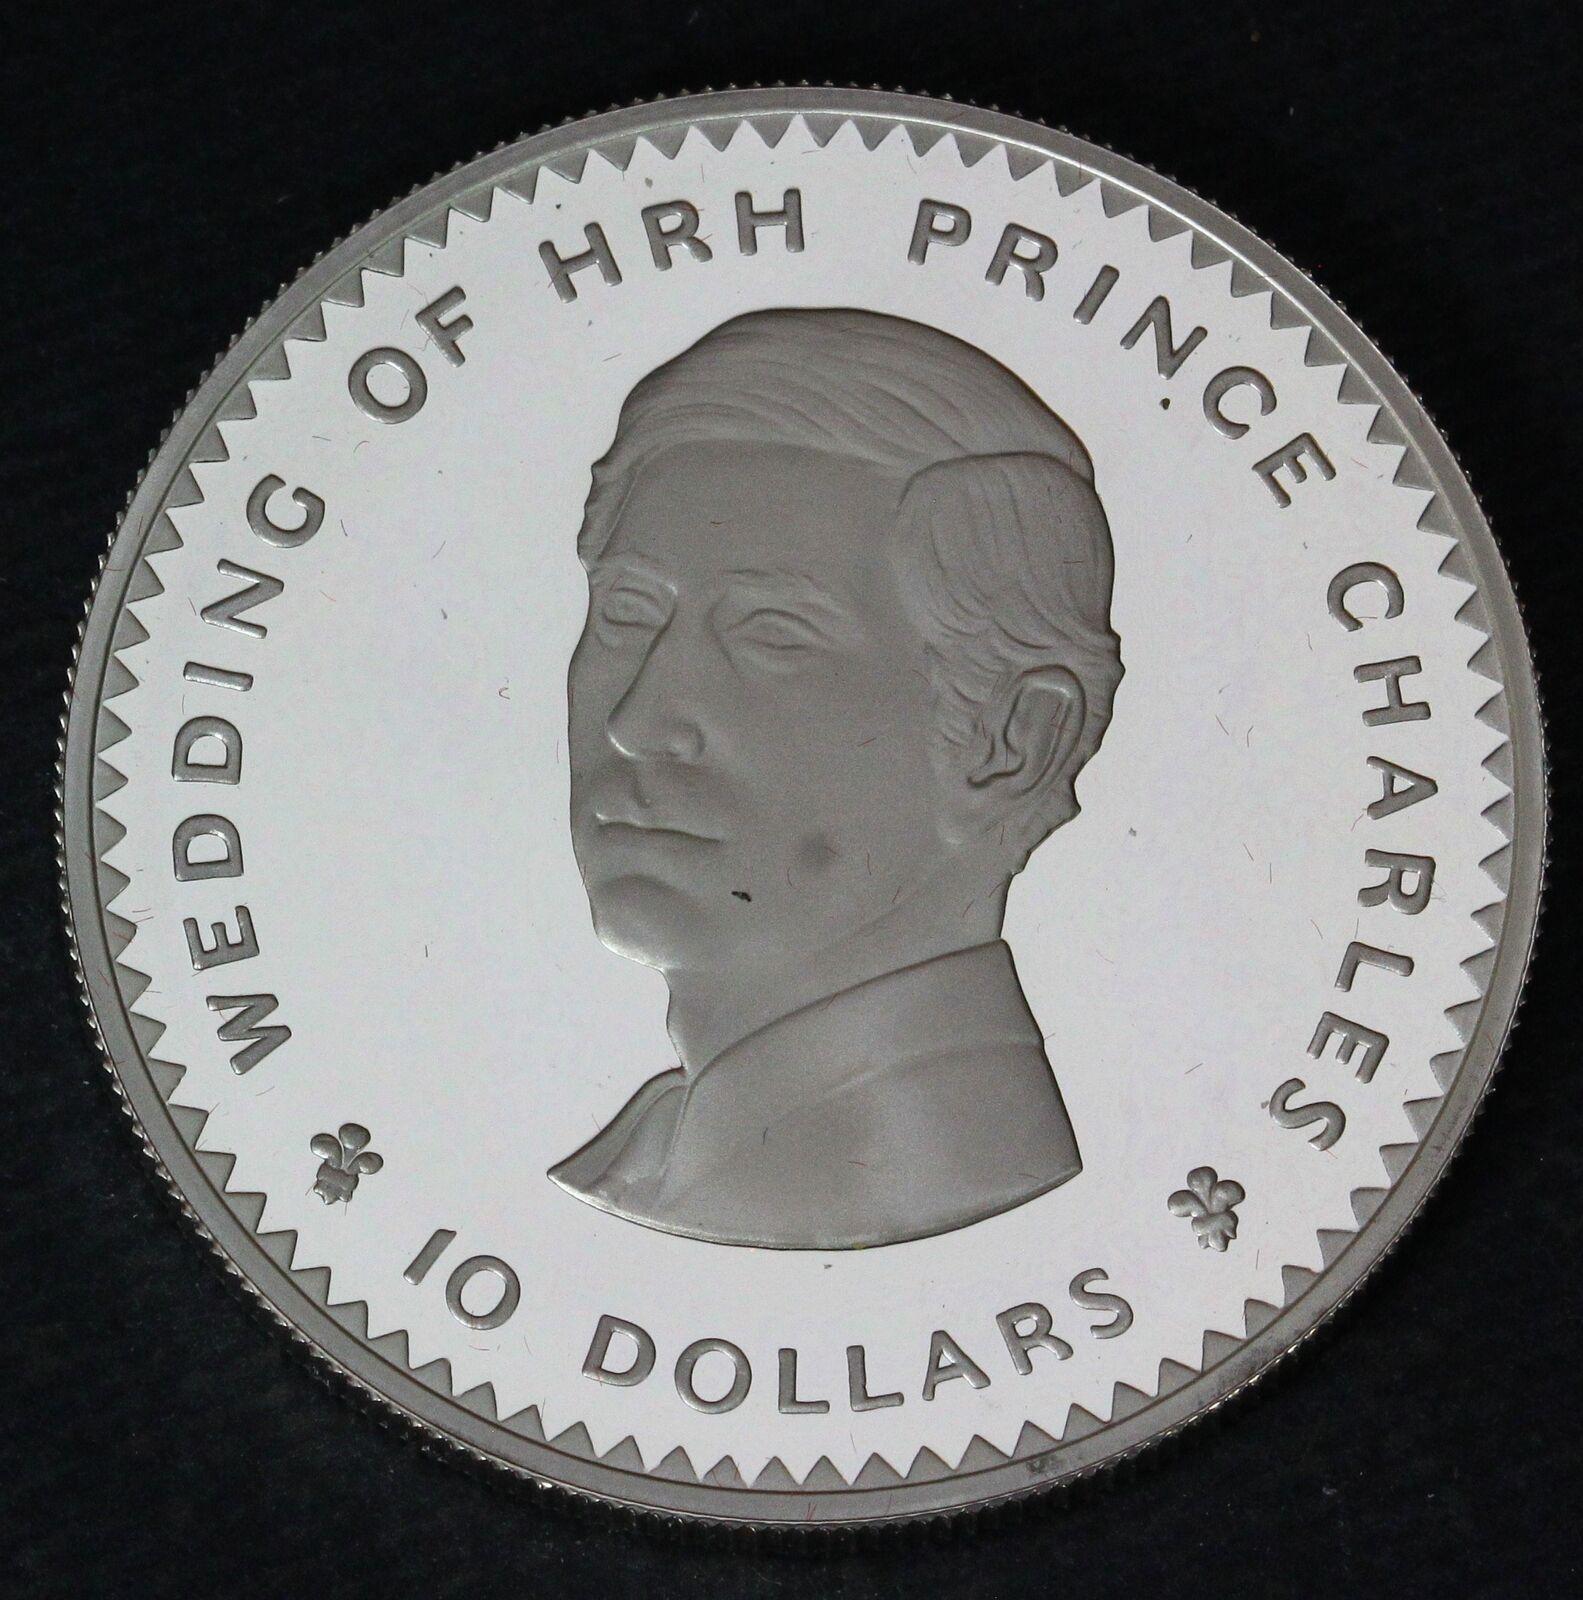 WEDDING OF HRH PRINCE CHARLES
10 DOLLARS